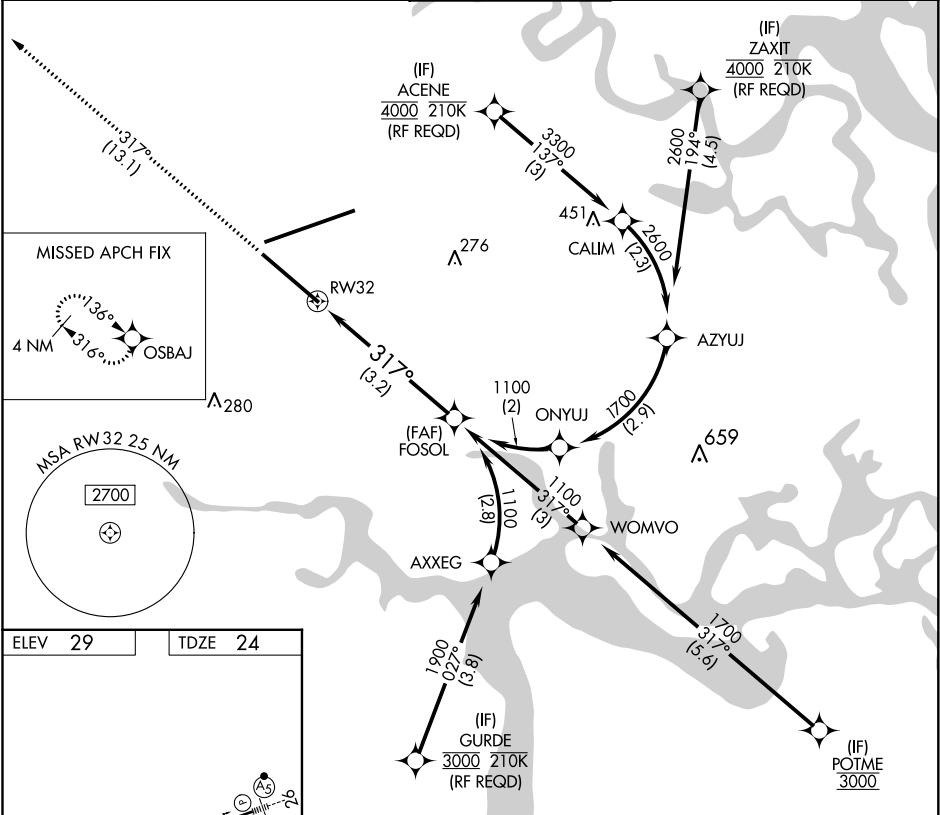 (IF)
ZAXIT
4000 210K
(RF REQD)
(IF)
ACENE
4000 210K
(RF REQD)
317°
(13.1)
3300
137°
(3)
2600
194°
(4.5)
451
CALIM
2600
(2.3)
276
MISSED APCH FIX
136°
4 NM
316°
OSBAJ
RW32
AZYUJ
317°
(3.2)
1100
(2)
ONYUJ
1700
(2.9)
280
(FAF)
FOSOL
659
MSA RW32 25 NM
2700
1100
317°
(3)
1100
(2.8)
WOMVO
AXXEG
1700
317°
(5.6)
ELEV 29
TDZE 24
1900
027°
(3.8)
(IF)
GURDE
3000 210K
(RF REQD)
(IF)
POTME
3000
A5
P
26